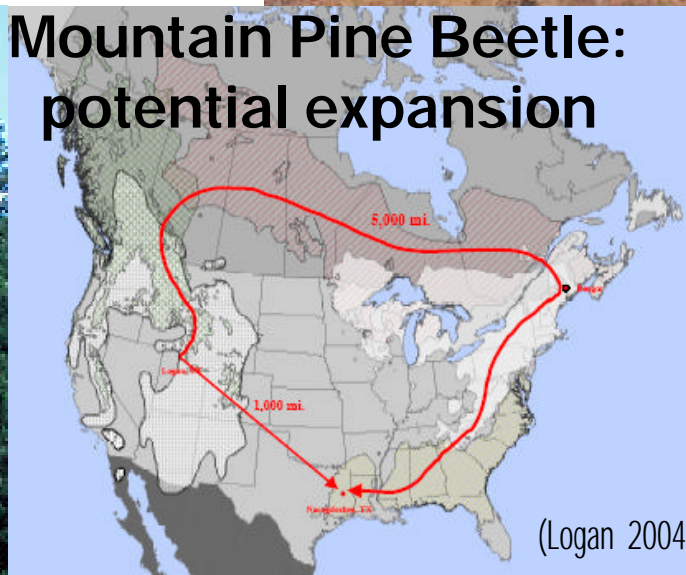 Mountain Pine Beetle:
potential expansion
5,000 mi.
1,000 mi.
(Logan 2004